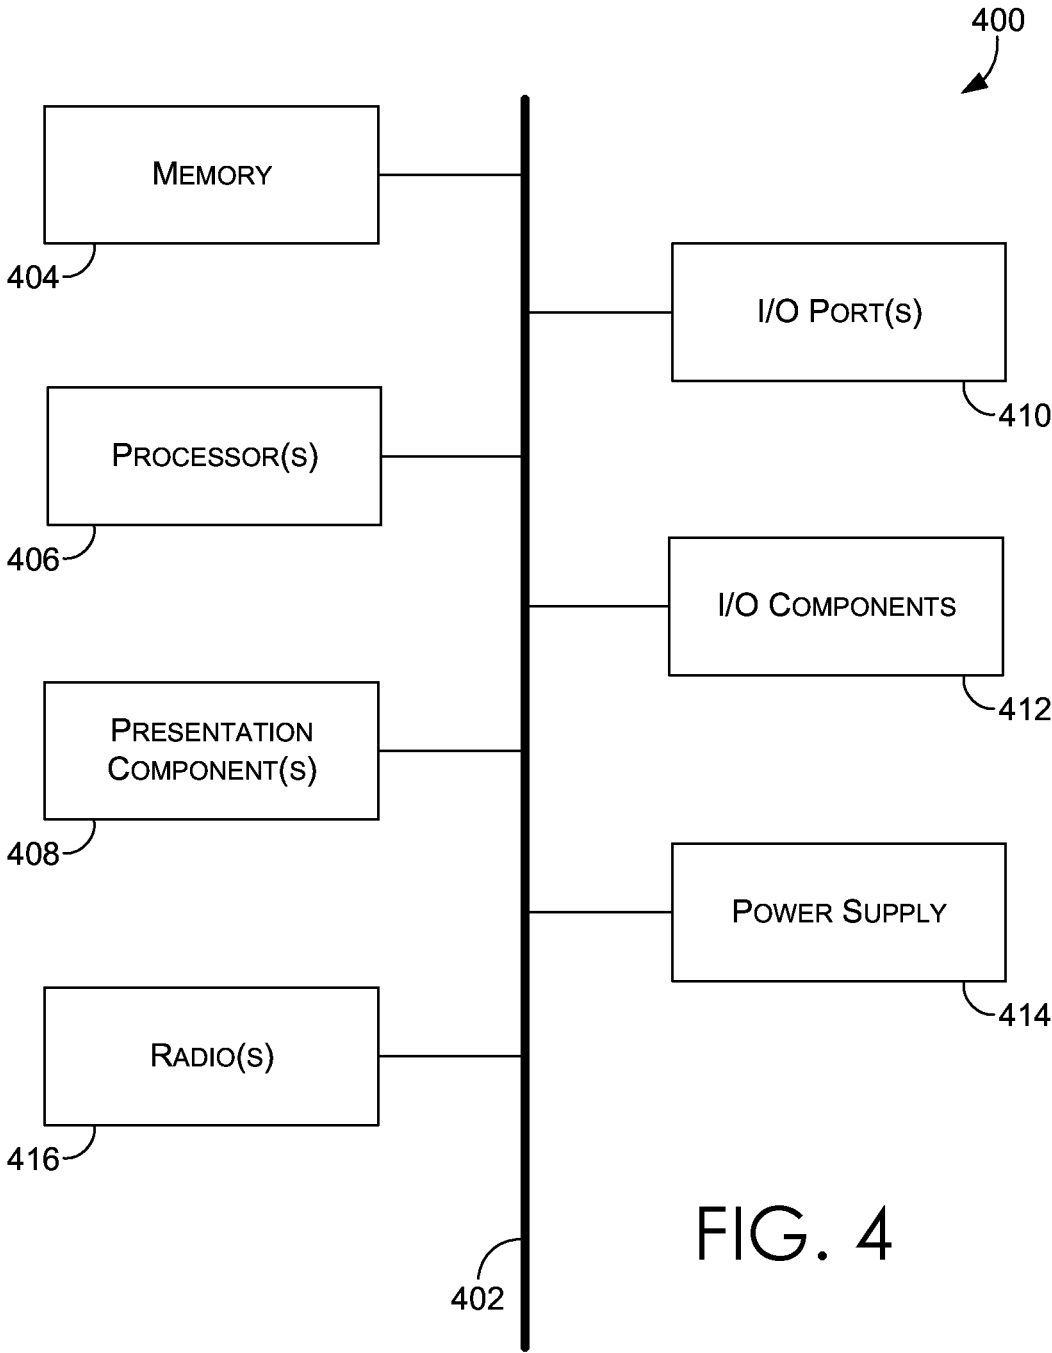 400
MEMORY
404
I/O PORT(S)
410
PROCESSOR(S)
406
I/O COMPONENTS
412
PRESENTATION
COMPONENT(S)
408
POWER SUPPLY
414
RADIO(S)
416
402
FIG. 4